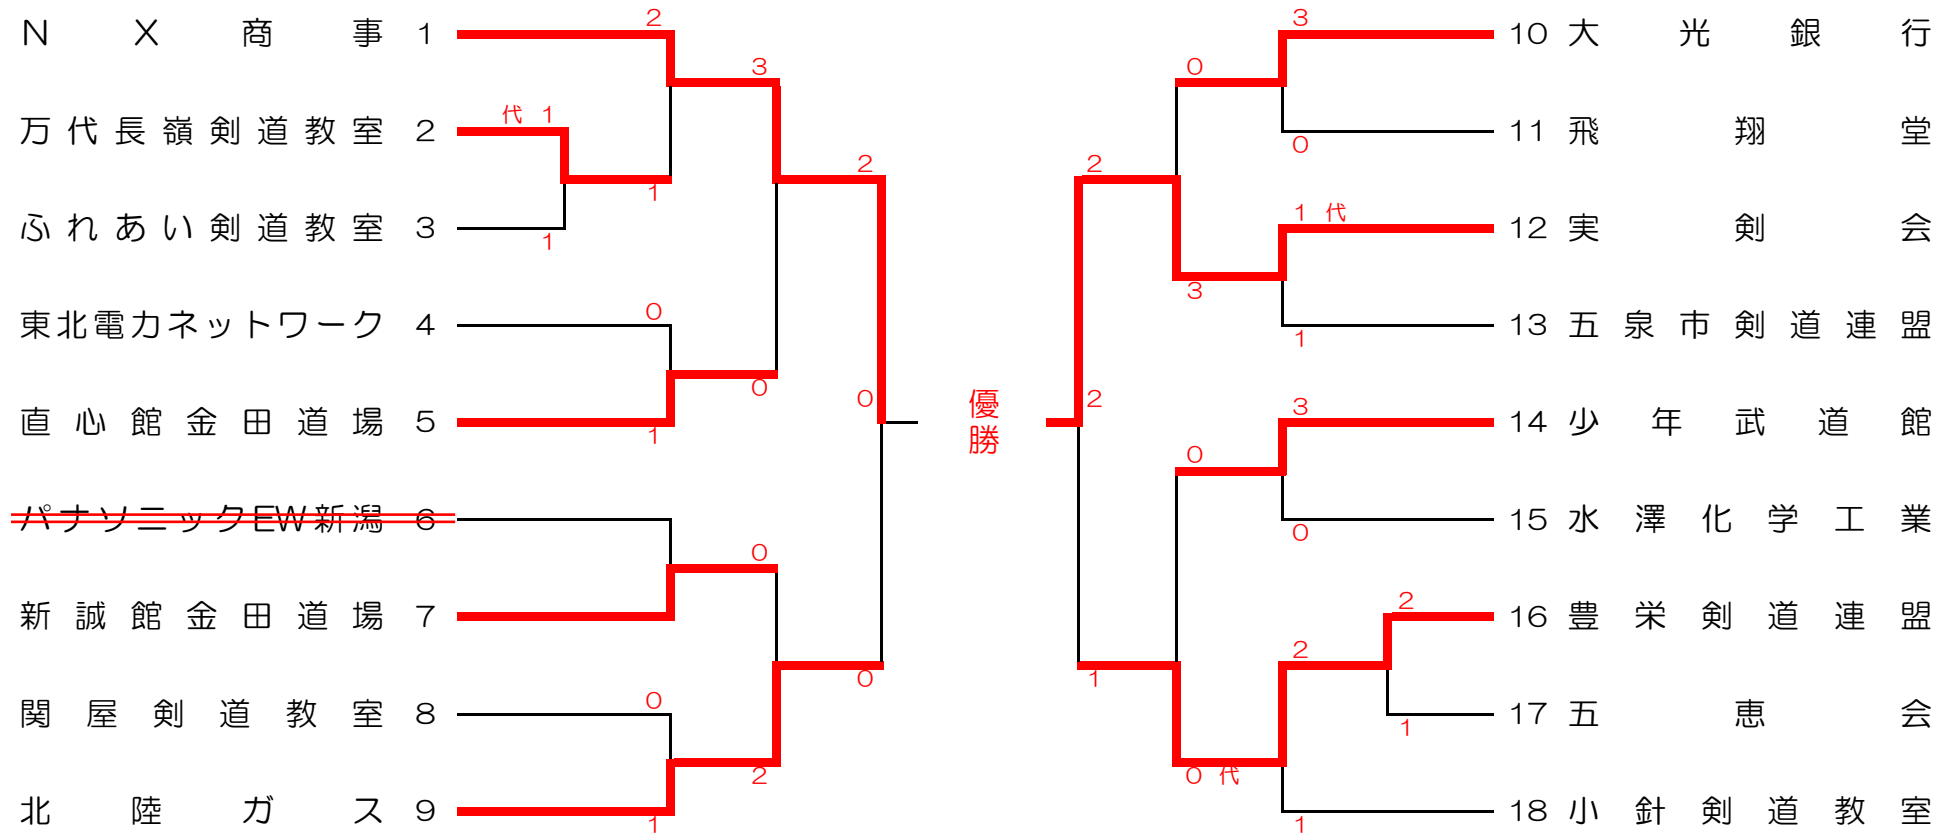 2
3
NX商事 1
10 大光銀行
3
0
代 1
2
2
万代長嶺剣道教室 2
11 飛翔堂
0
1
1 代
ふれあい剣道教室 3
12 実剣会
1
3
0
東北電力ネットワーク 4
13 五泉市剣道連盟
1
0
0
優勝
2
3
直心館金田道場 5
14 少年武道館
1
0
パナソニックEW新潟 6
15 水澤化学工業
0
0
2
新誠館金田道場 7
16 豊栄剣道連盟
2
0
1
0
関屋剣道教室 8
17 五恵会
1
2
0 代
北陸ガス 9
18 小針剣道教室
1
1